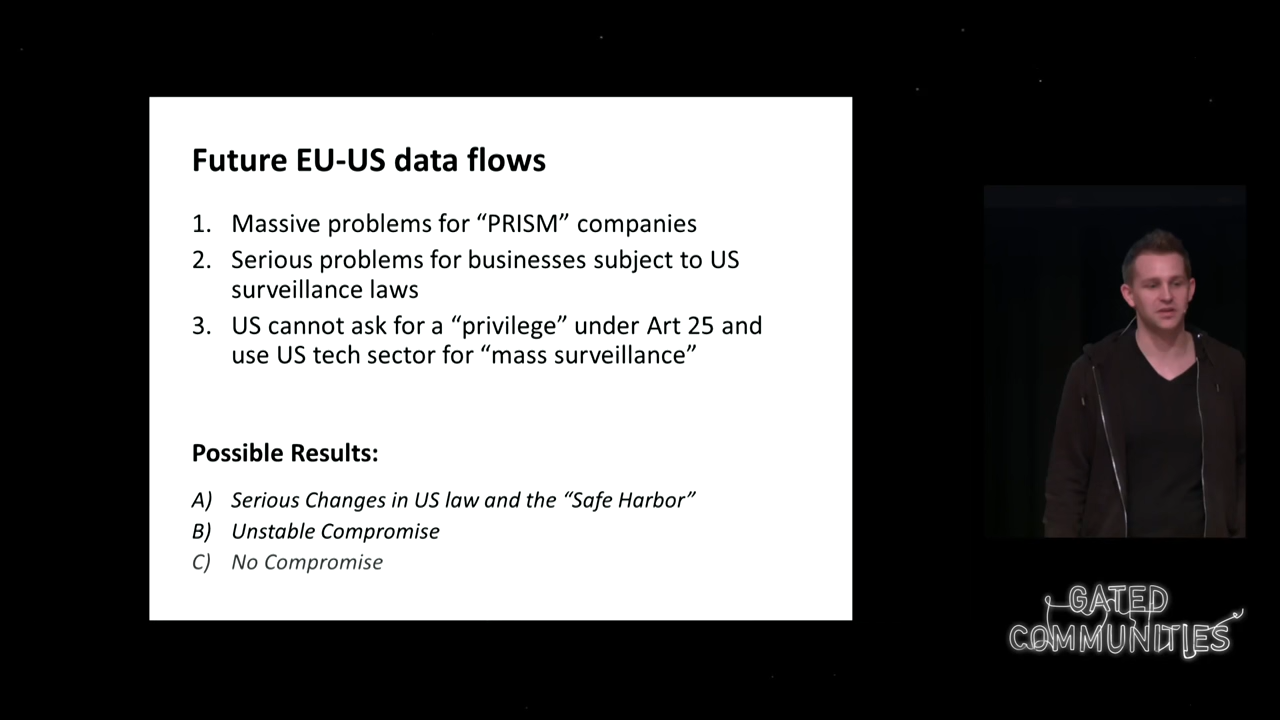 Future EU-US data flows
1. Massive problems for “PRISM” companies
2. Serious problems for businesses subject to US
surveillance laws
3. US cannot ask for a “privilege” under Art 25 and
use US tech sector for “mass surveillance”
Possible Results:
A) Serious Changes in US law and the “Safe Harbor”
B) Unstable Compromise
C) No Compromise
GATED
COMMUNITIES